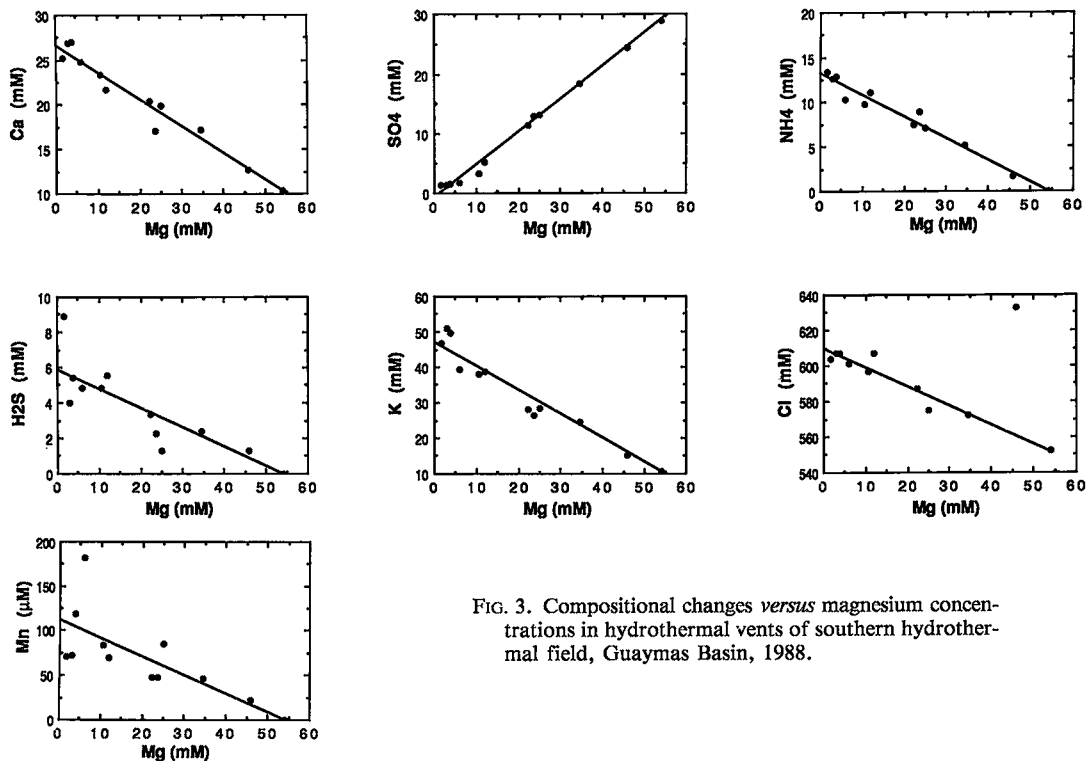 30
25
20
15
10
Ca (mM)
0 10 20 30 40 50 60
Mg (mM)
30
20
10
0
SO4 (mM)
0 10 20 30 40 50 60
Mg (mM)
20
15
10
5
0
NH4 (mM)
0 10 20 30 40 50 60
Mg (mM)
10
8
6
4
2
0
H2S (mM)
0 10 20 30 40 50 60
Mg (mM)
60
50
40
30
20
10
K (mM)
0 10 20 30 40 50 60
Mg (mM)
640
620
600
580
560
540
Cl (mM)
0 10 20 30 40 50 60
Mg (mM)
200
150
100
50
0
Mn (µM)
0 10 20 30 40 50 60
Mg (mM)
FIG. 3. Compositional changes versus magnesium concen-
trations in hydrothermal vents of southern hydrother-
mal field, Guaymas Basin, 1988.